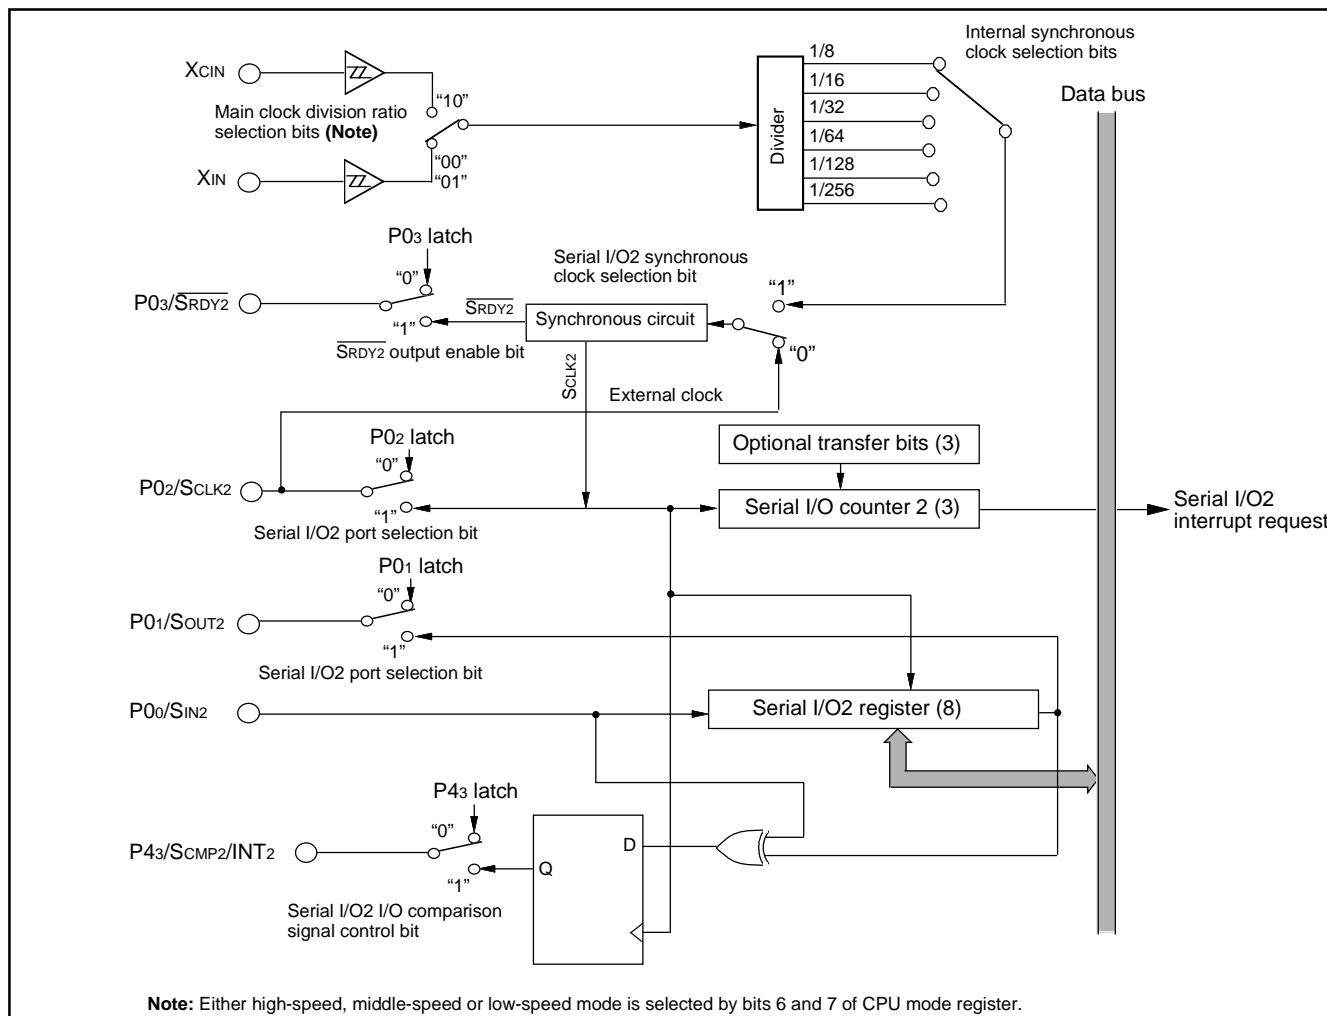 Internal synchronous
clock selection bits
XCIN
"10"
Main clock division ratio
selection bits (Note)
"00"
"01"
XIN
Divider
1/8
1/16
1/32
1/64
1/128
1/256
Data bus
P03 latch
"0"
P03/SRDY2
"1"
SRDY2
SRDY2 output enable bit
Serial I/O2 synchronous
clock selection bit
Synchronous circuit
"1"
"0"
SCLK2
External clock
P02 latch
"0"
P02/SCLK2
"1"
Serial I/O2 port selection bit
Optional transfer bits (3)
Serial I/O counter 2 (3)
Serial I/O2
interrupt request
P01 latch
"0"
P01/SOUT2
"1"
Serial I/O2 port selection bit
P00/SIN2
Serial I/O2 register (8)
P43 latch
"0"
P43/SCMP2/INT2
"1"
D
Q
Serial I/O2 I/O comparison
signal control bit
Note: Either high-speed, middle-speed or low-speed mode is selected by bits 6 and 7 of CPU mode register.